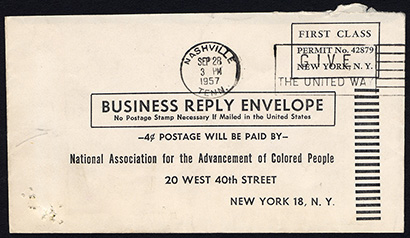 NASHVILLE
SEP 28
3 PM
1957
TENN.
FIRST CLASS
PERMIT No. 42879
NEW YORK, N. Y.
GIVE
THE UNITED WAY
BUSINESS REPLY ENVELOPE
No Postage Stamp Necessary If Mailed in the United States
—4¢ POSTAGE WILL BE PAID BY—
National Association for the Advancement of Colored People
20 WEST 40th STREET
NEW YORK 18, N. Y.